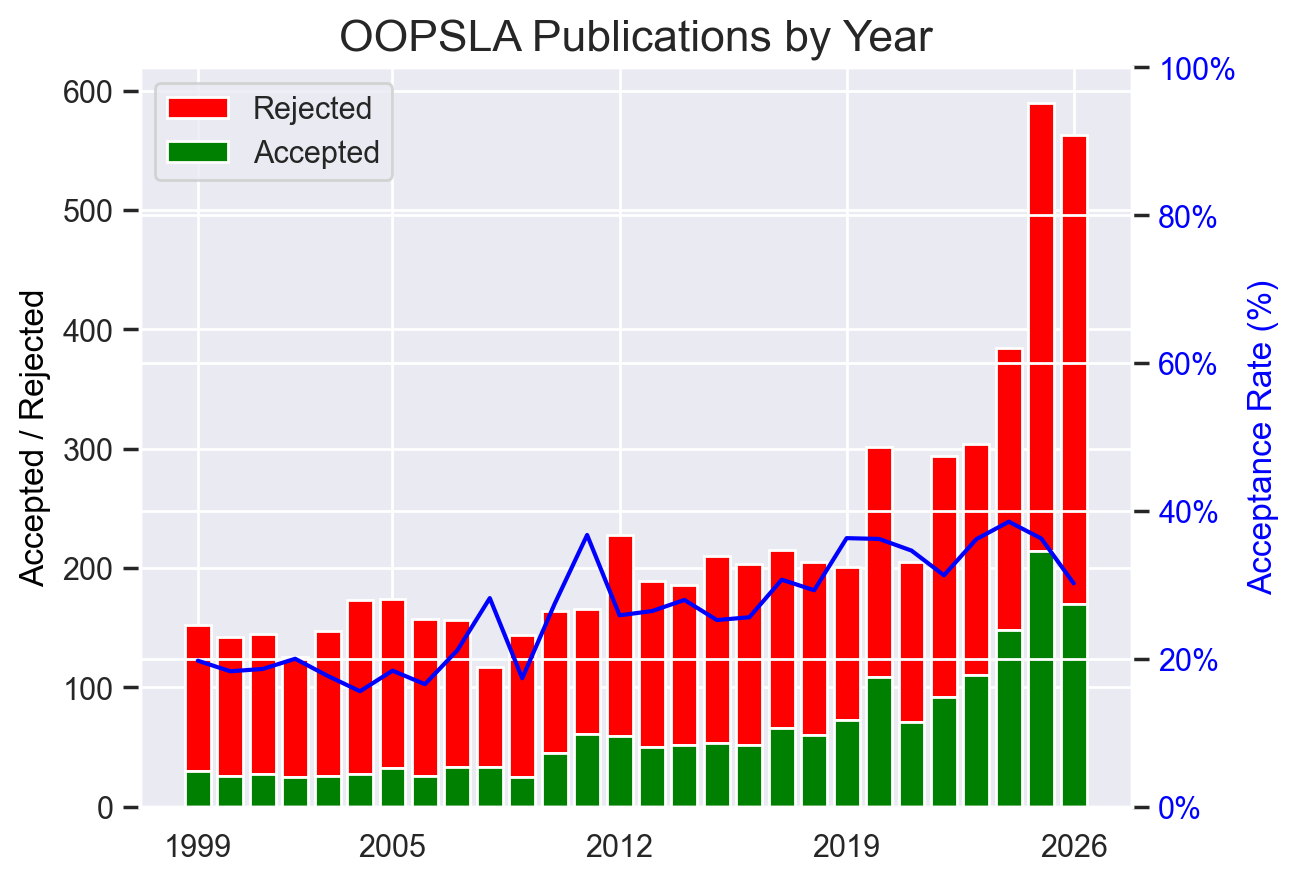 OOPSLA Publications by Year
Rejected
Accepted
Accepted / Rejected
600
500
400
300
200
100
0
100%
80%
60%
40%
20%
0%
Acceptance Rate (%)
1999 2005 2012 2019 2026